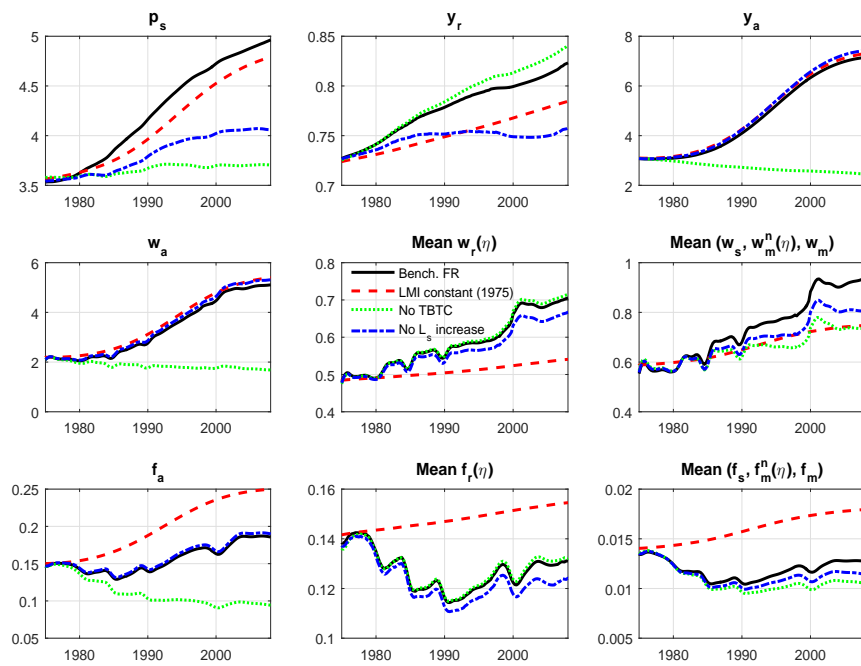 p_s
5
4.5
4
3.5
1980 1990 2000
y_r
0.85
0.8
0.75
0.7
1980 1990 2000
y_a
8
6
4
2
1980 1990 2000
w_a
6
4
2
0
1980 1990 2000
Mean w_r(η)
0.8
0.7
0.6
0.5
0.4
Bench. FR
LMI constant (1975)
No TBTC
No L_s increase
1980 1990 2000
Mean (w_s, w_m^n(η), w_m)
1
0.8
0.6
0.4
1980 1990 2000
f_a
0.25
0.2
0.15
0.1
0.05
1980 1990 2000
Mean f_r(η)
0.16
0.14
0.12
0.1
1980 1990 2000
Mean (f_s, f_m^n(η), f_m)
0.02
0.015
0.01
0.005
1980 1990 2000